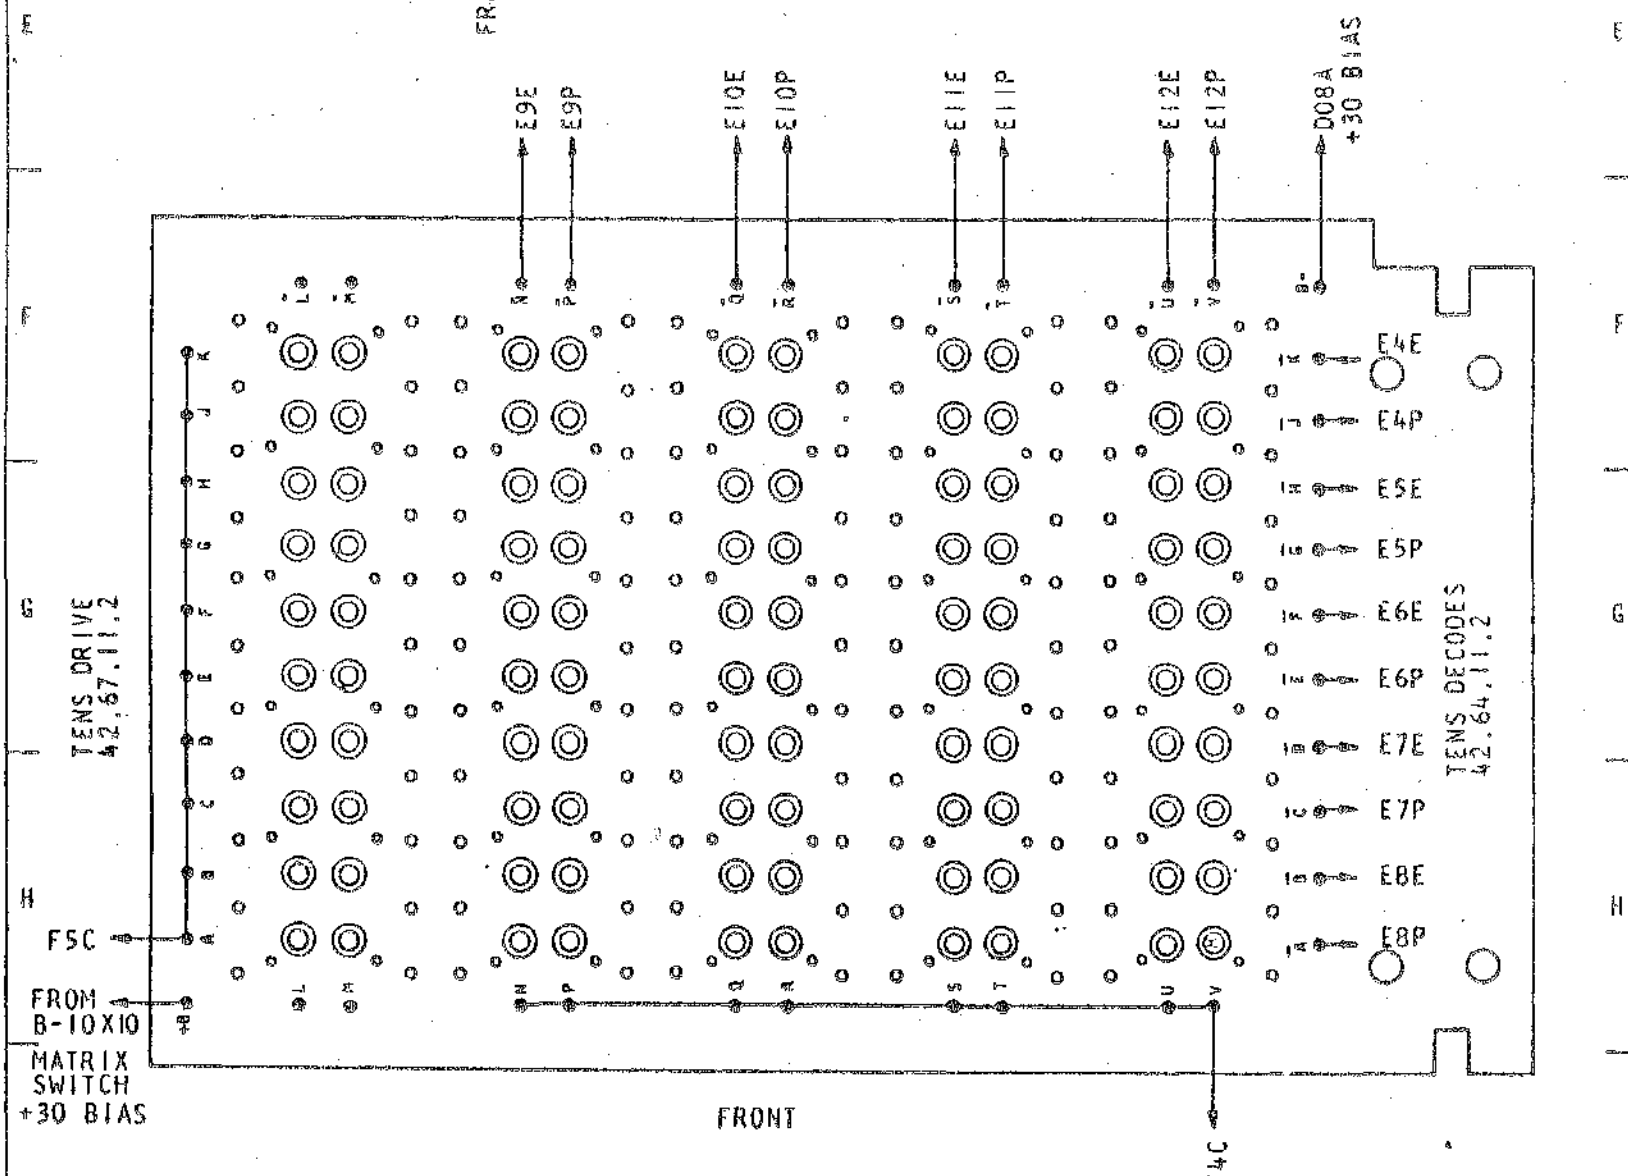 E
E
FR
E9E
E9P
E10E
E10P
E11E
E11P
E12E
E12P
D08A
+30 BIAS
L
M
N
P
Q
R
S
T
U
V
B-
F
F
K
J
H
G
F
E
D
C
B
A
K
E4E
J
E4P
H
E5E
G
E5P
F
E6E
E
E6P
D
E7E
C
E7P
B
E8E
A
E8P
G
G
TENS DRIVE
42.67.11.2
TENS DECODES
42.64.11.2
H
H
F5C
FROM
B-10X10
MATRIX
SWITCH
+30 BIAS
L
M
N
P
Q
R
S
T
U
V
FRONT
4C